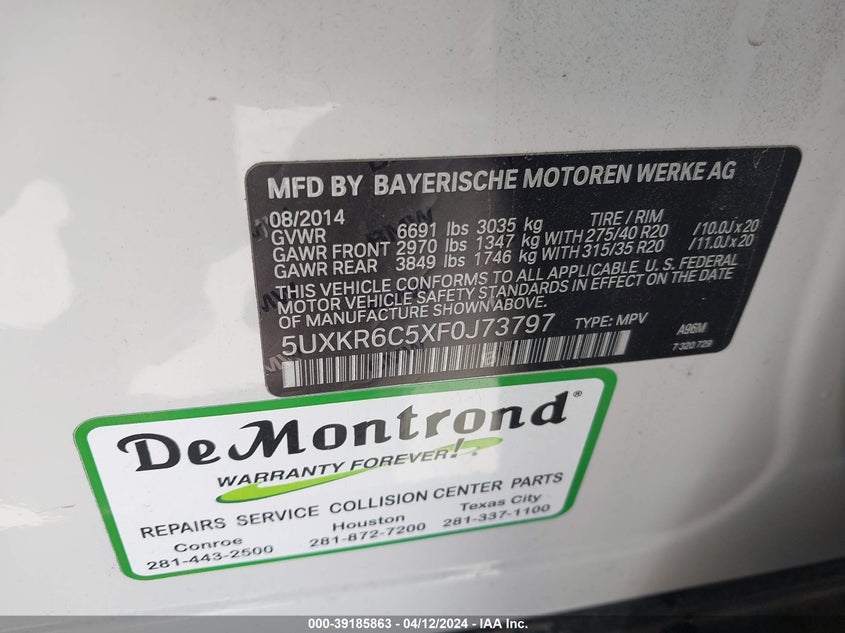 MFD BY BAYERISCHE MOTOREN WERKE AG
08/2014
GVWR 6691 lbs 3035 kg TIRE / RIM
GAWR FRONT 2970 lbs 1347 kg WITH 275/40 R20 /10.0J x 20
GAWR REAR 3849 lbs 1746 kg WITH 315/35 R20 /11.0J x 20
THIS VEHICLE CONFORMS TO ALL APPLICABLE U.S. FEDERAL
MOTOR VEHICLE SAFETY STANDARDS IN EFFECT ON THE DATE
OF MANUFACTURE SHOWN ABOVE.
5UXKR6C5XF0J73797 TYPE: MPV A96M
7 320 729
DeMontrond®
WARRANTY FOREVER!
REPAIRS SERVICE COLLISION CENTER PARTS
Conroe Houston Texas City
281-443-2500 281-872-7200 281-337-1100
000-39185863 - 04/12/2024 - IAA Inc.